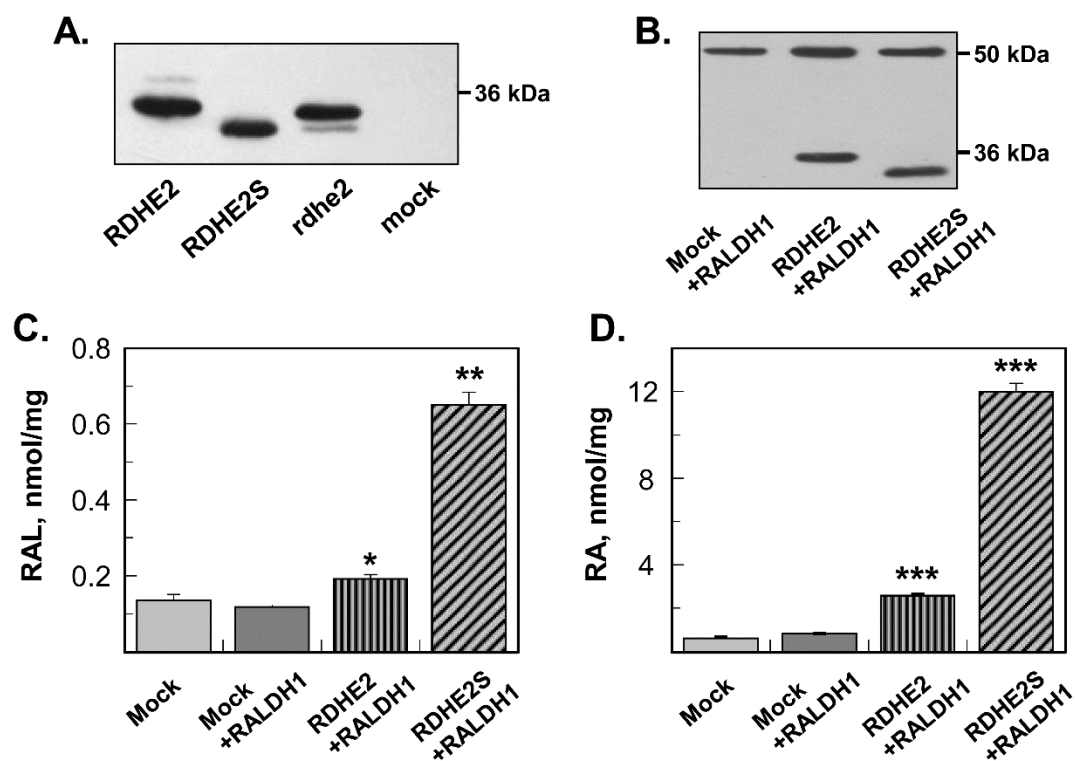 A.
36 kDa
RDHE2
RDHE2S
rdhe2
mock
B.
50 kDa
36 kDa
Mock
+RALDH1
RDHE2
+RALDH1
RDHE2S
+RALDH1
C.
RAL, nmol/mg
0.8
0.6
0.4
0.2
*
**
Mock
Mock
+RALDH1
RDHE2
+RALDH1
RDHE2S
+RALDH1
D.
RA, nmol/mg
12
8
4
***
***
Mock
Mock
+RALDH1
RDHE2
+RALDH1
RDHE2S
+RALDH1